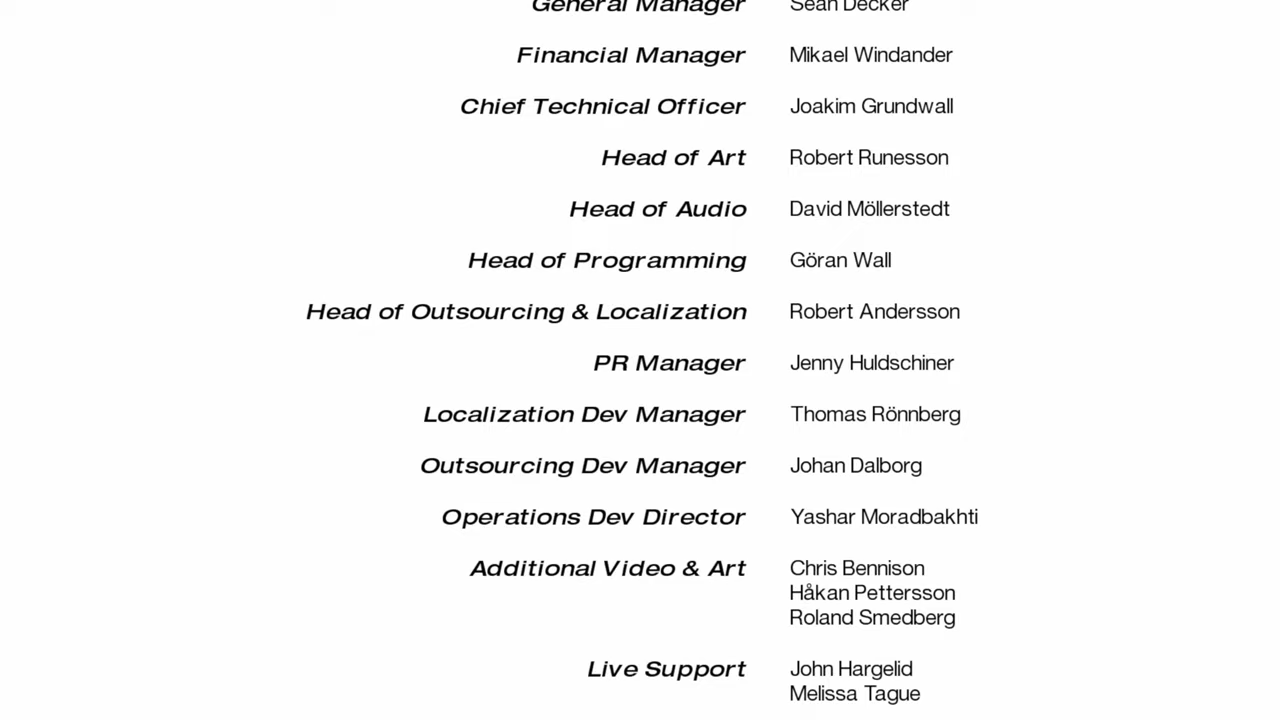 General Manager Sean Decker
Financial Manager Mikael Windander
Chief Technical Officer Joakim Grundwall
Head of Art Robert Runesson
Head of Audio David Möllerstedt
Head of Programming Göran Wall
Head of Outsourcing & Localization Robert Andersson
PR Manager Jenny Huldschiner
Localization Dev Manager Thomas Rönnberg
Outsourcing Dev Manager Johan Dalborg
Operations Dev Director Yashar Moradbakhti
Additional Video & Art Chris Bennison
Håkan Pettersson
Roland Smedberg
Live Support John Hargelid
Melissa Tague